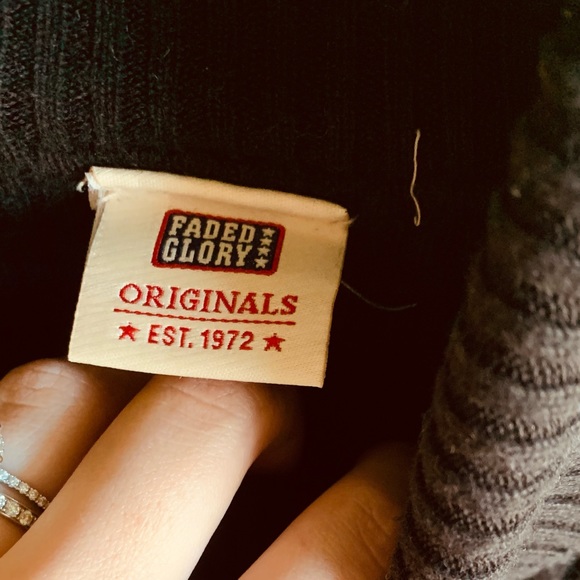 FADED
GLORY
ORIGINALS
★ EST. 1972 ★